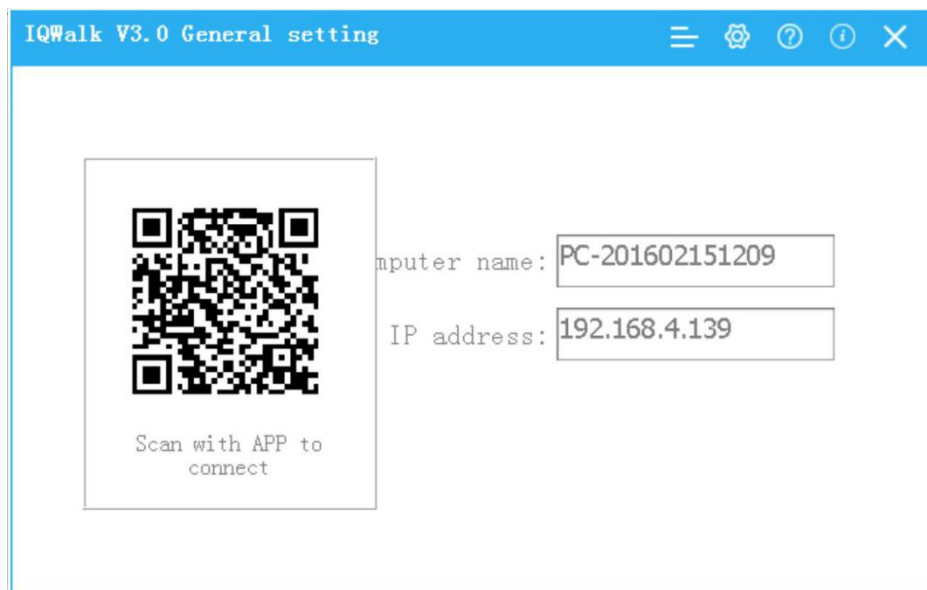 IQWalk V3.0 General setting
mputer name: PC-201602151209
IP address: 192.168.4.139
Scan with APP to
connect